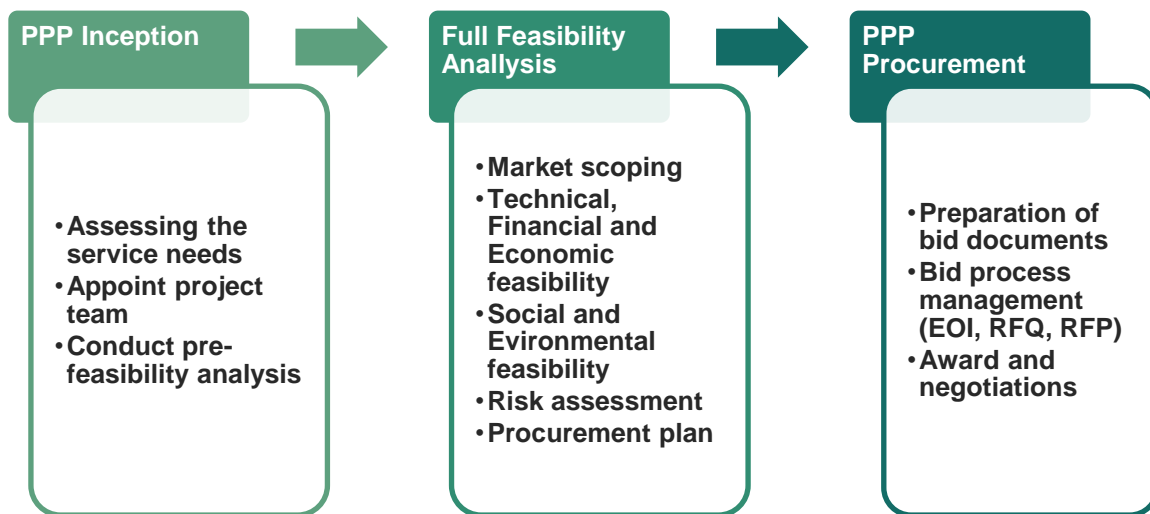 PPP Inception
• Assessing the
service needs
• Appoint project
team
• Conduct pre-
feasibility analysis
Full Feasibility
Anallysis
• Market scoping
• Technical,
Financial and
Economic
feasibility
• Social and
Evironmental
feasibility
• Risk assessment
• Procurement plan
PPP
Procurement
• Preparation of
bid documents
• Bid process
management
(EOI, RFQ, RFP)
• Award and
negotiations